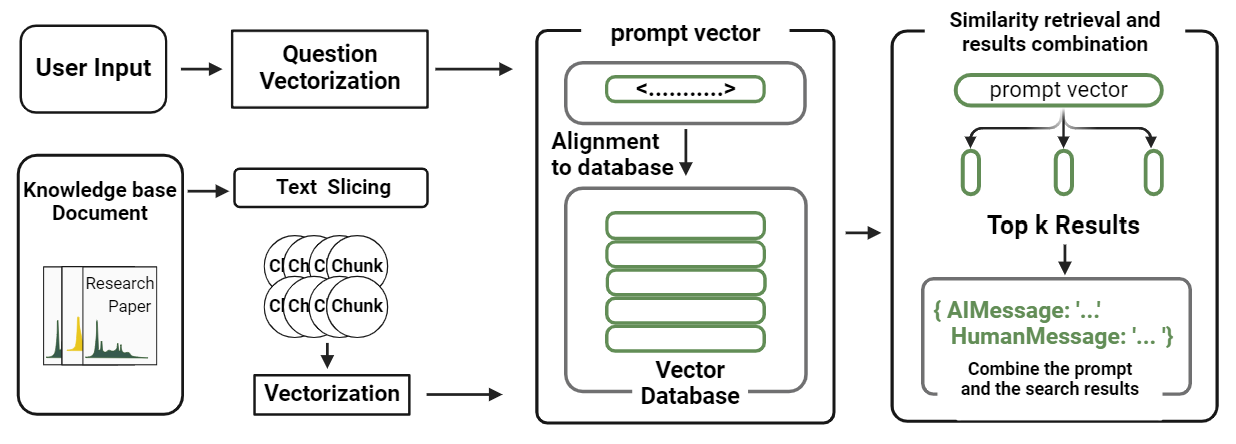 User Input
Question
Vectorization
Knowledge base
Document
Research
Paper
Text Slicing
Cl Ch C Chunk
Cl Ch C Chunk
Vectorization
prompt vector
<...........>
Alignment
to database
Vector
Database
Similarity retrieval and
results combination
prompt vector
Top k Results
{ AIMessage: '...'
HumanMessage: '... '}
Combine the prompt
and the search results